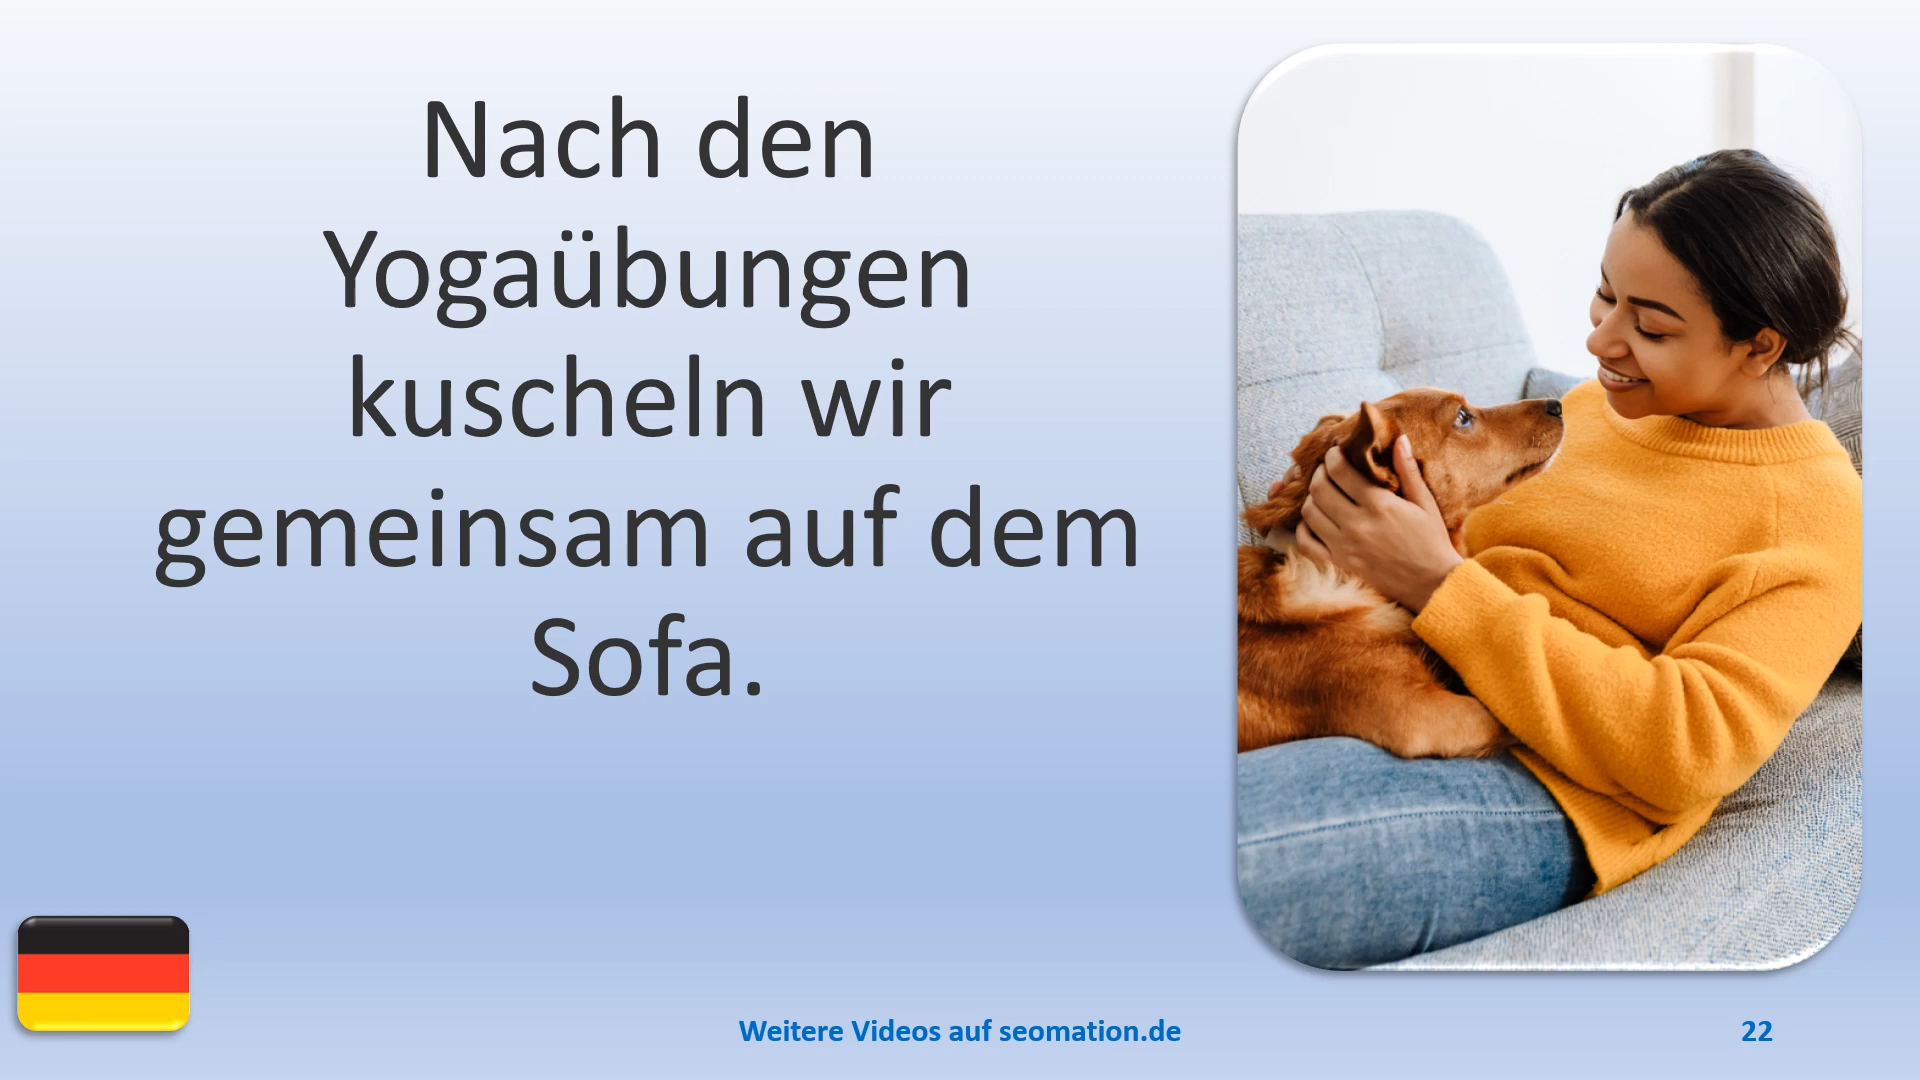 Nach den
Yogaübungen
kuscheln wir
gemeinsam auf dem
Sofa.
Weitere Videos auf seomation.de
22